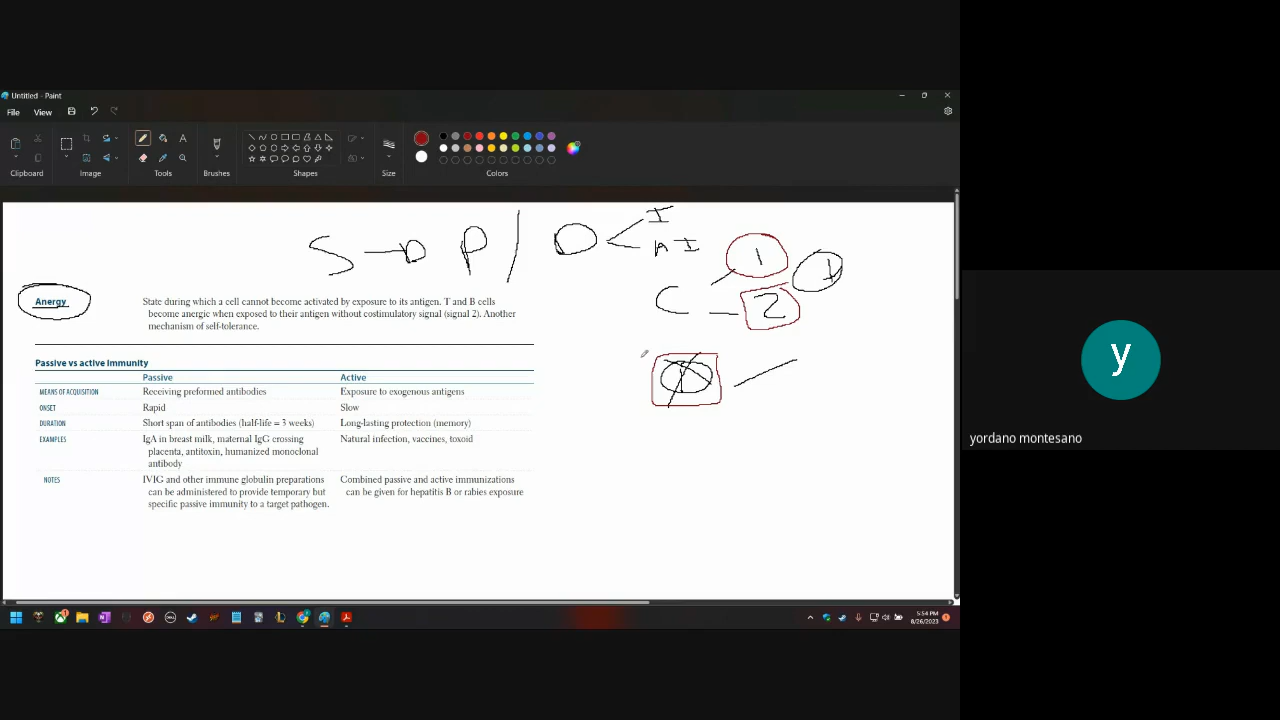 Untitled - Paint
File View
Clipboard Image Tools Brushes Shapes Size Colors
S P / O I
A I
C 1
2
Anergy State during which a cell cannot become activated by exposure to its antigen. T and B cells
become anergic when exposed to their antigen without costimulatory signal (signal 2). Another
mechanism of self-tolerance.
Passive vs active immunity
Passive Active
MEANS OF ACQUISITION Receiving preformed antibodies Exposure to exogenous antigens
ONSET Rapid Slow
DURATION Short span of antibodies (half-life = 3 weeks) Long-lasting protection (memory)
EXAMPLES IgA in breast milk, maternal IgG crossing Natural infection, vaccines, toxoid
placenta, antitoxin, humanized monoclonal
antibody
NOTES IVIG and other immune globulin preparations Combined passive and active immunizations
can be administered to provide temporary but can be given for hepatitis B or rabies exposure
specific passive immunity to a target pathogen.
y
yordano montesano
5:54 PM
8/26/2023